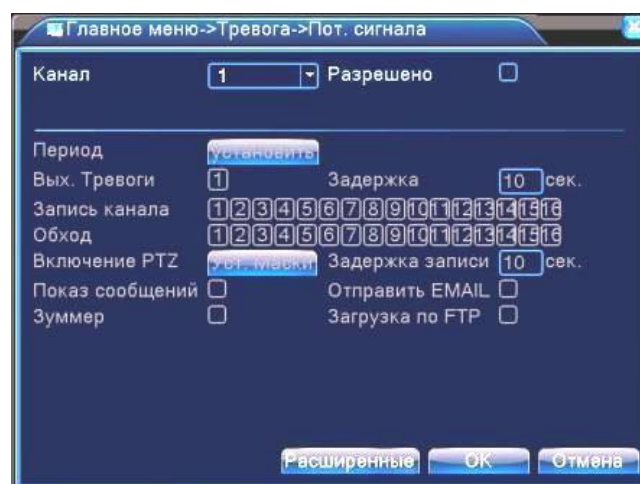 Главное меню->Тревога->Пот. сигнала
Канал 1 Разрешено
Период Установить
Вых. Тревоги 1 Задержка 10 сек.
Запись канала 1 2 3 4 5 6 7 8 9 10 11 12 13 14 15 16
Обход 1 2 3 4 5 6 7 8 9 10 11 12 13 14 15 16
Включение PTZ Уст. Маски Задержка записи 10 сек.
Показ сообщений Отправить EMAIL
Зуммер Загрузка по FTP
Расширенные OK Отмена